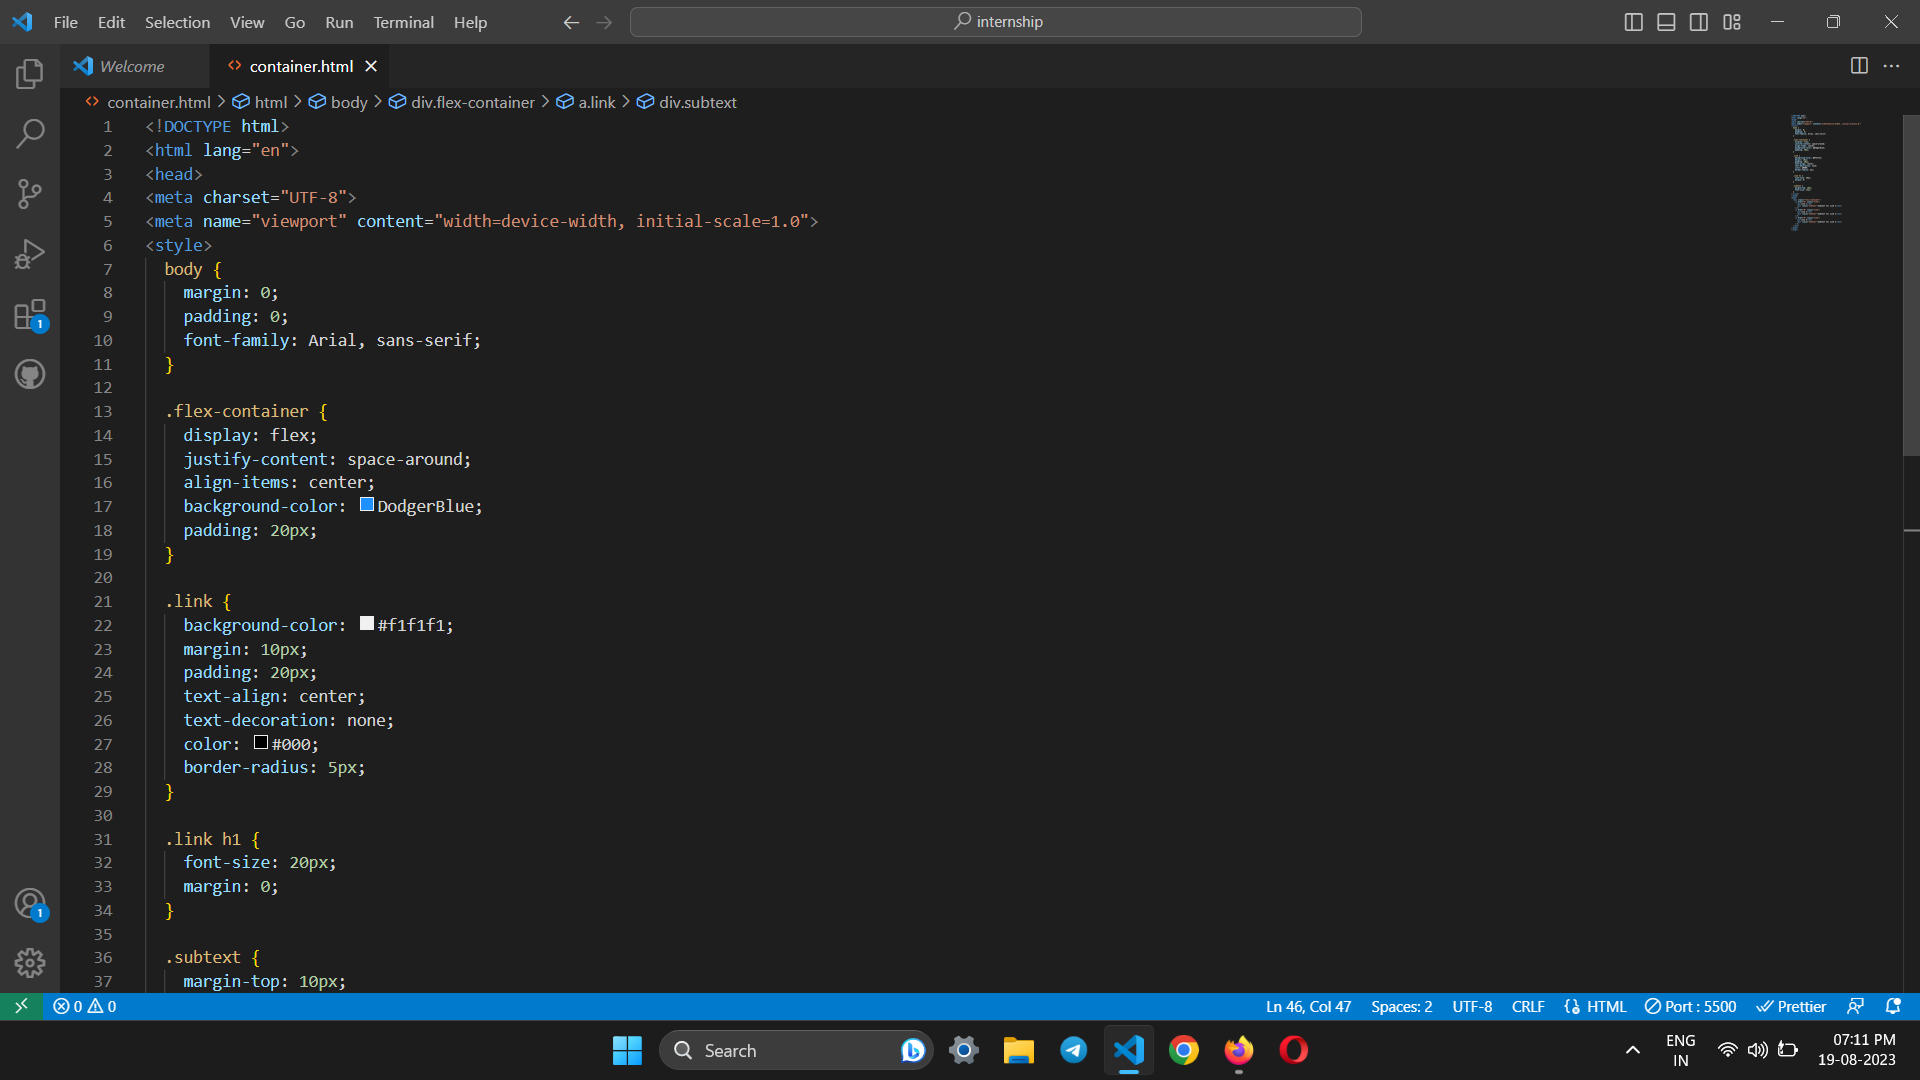 File Edit Selection View Go Run Terminal Help internship
Welcome container.html
container.html > html > body > div.flex-container > a.link > div.subtext
1 <!DOCTYPE html>
2 <html lang="en">
3 <head>
4 <meta charset="UTF-8">
5 <meta name="viewport" content="width=device-width, initial-scale=1.0">
6 <style>
7 body {
8 margin: 0;
9 padding: 0;
10 font-family: Arial, sans-serif;
11 }
12
13 .flex-container {
14 display: flex;
15 justify-content: space-around;
16 align-items: center;
17 background-color: DodgerBlue;
18 padding: 20px;
19 }
20
21 .link {
22 background-color: #f1f1f1;
23 margin: 10px;
24 padding: 20px;
25 text-align: center;
26 text-decoration: none;
27 color: #000;
28 border-radius: 5px;
29 }
30
31 .link h1 {
32 font-size: 20px;
33 margin: 0;
34 }
35
36 .subtext {
37 margin-top: 10px;
1
1
0 0 Ln 46, Col 47 Spaces: 2 UTF-8 CRLF HTML Port : 5500 Prettier
Search ENG 07:11 PM
IN 19-08-2023